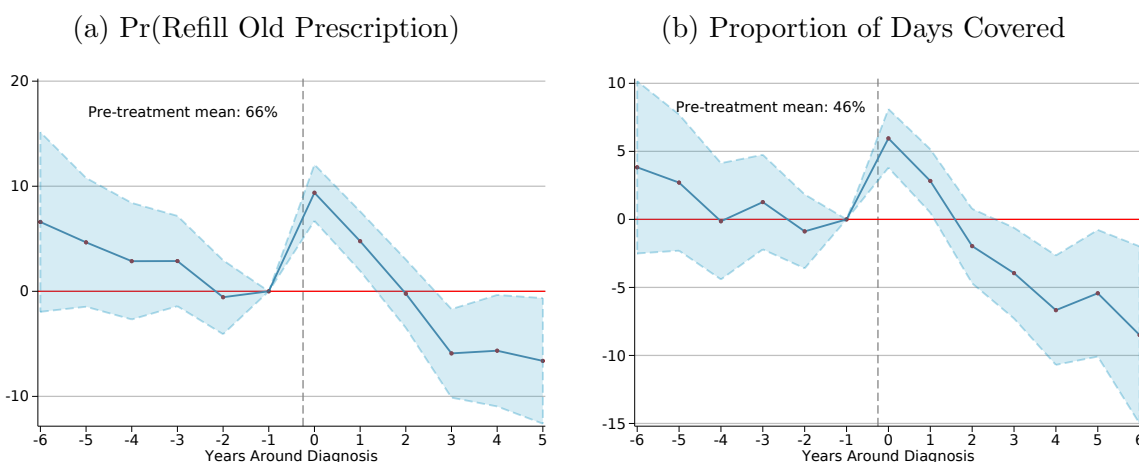 (a) Pr(Refill Old Prescription)
20
10
0
-10
Pre-treatment mean: 66%
-6 -5 -4 -3 -2 -1 0 1 2 3 4 5
Years Around Diagnosis
(b) Proportion of Days Covered
10
5
0
-5
-10
-15
Pre-treatment mean: 46%
-6 -5 -4 -3 -2 -1 0 1 2 3 4 5 6
Years Around Diagnosis